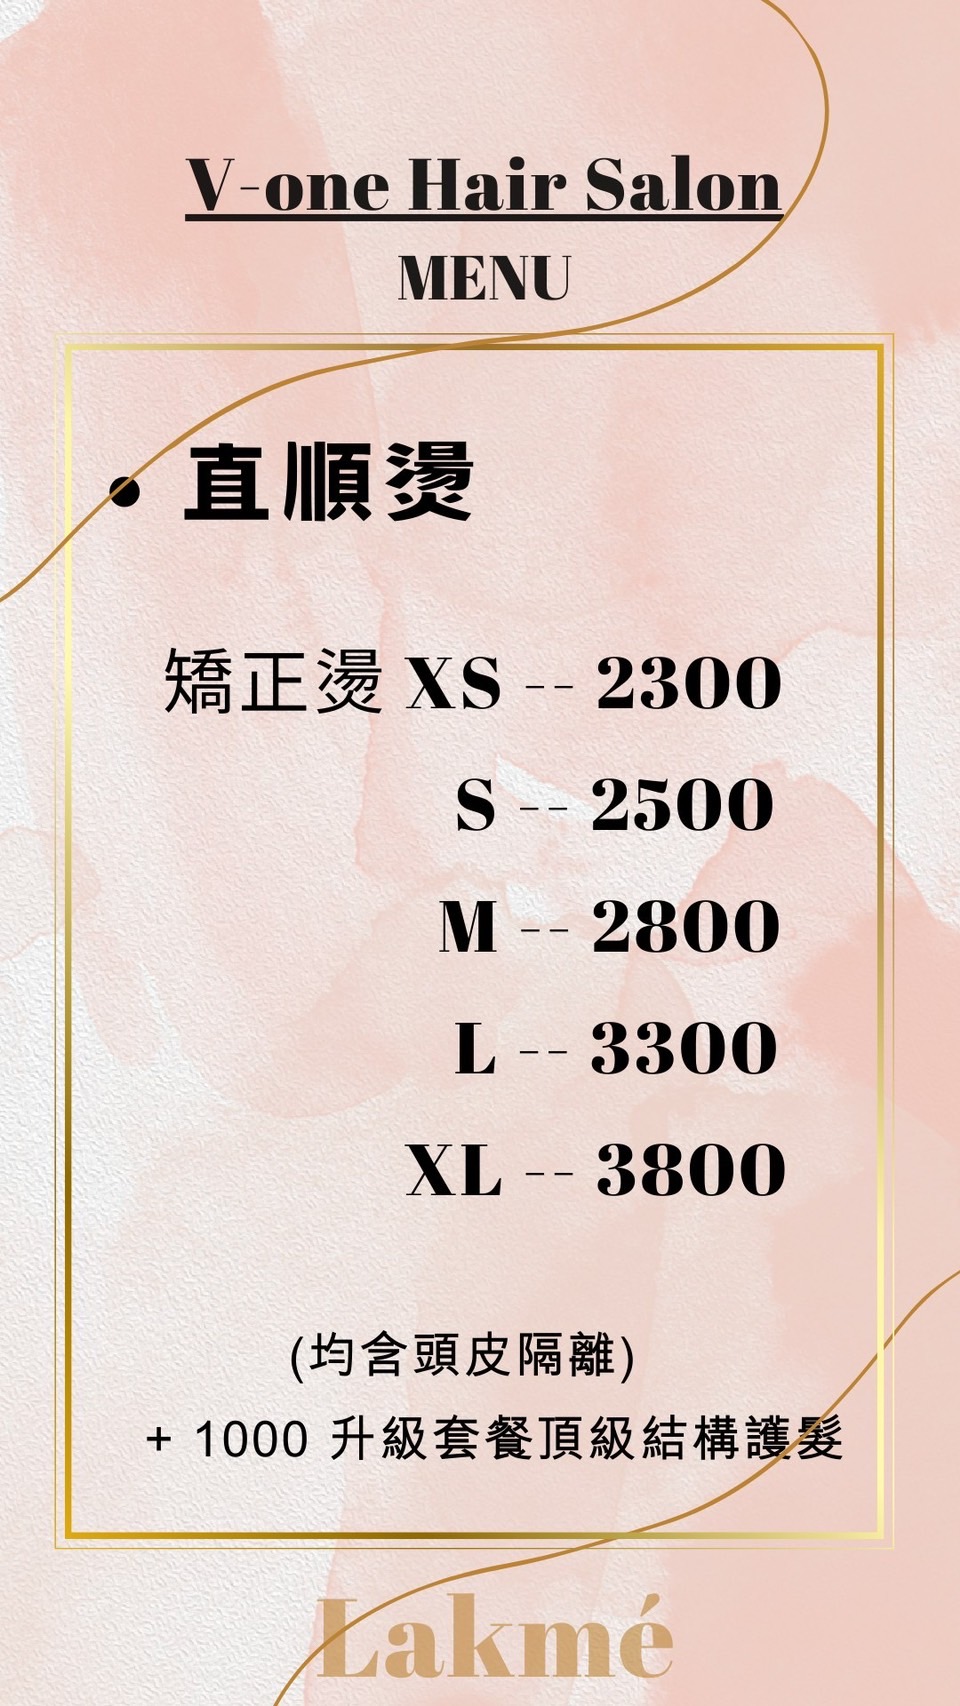 V-one Hair Salon
MENU
• 直順燙
矯正燙 XS -- 2300
S -- 2500
M -- 2800
L -- 3300
XL -- 3800
(均含頭皮隔離)
+ 1000 升級套餐頂級結構護髮
Lakmé